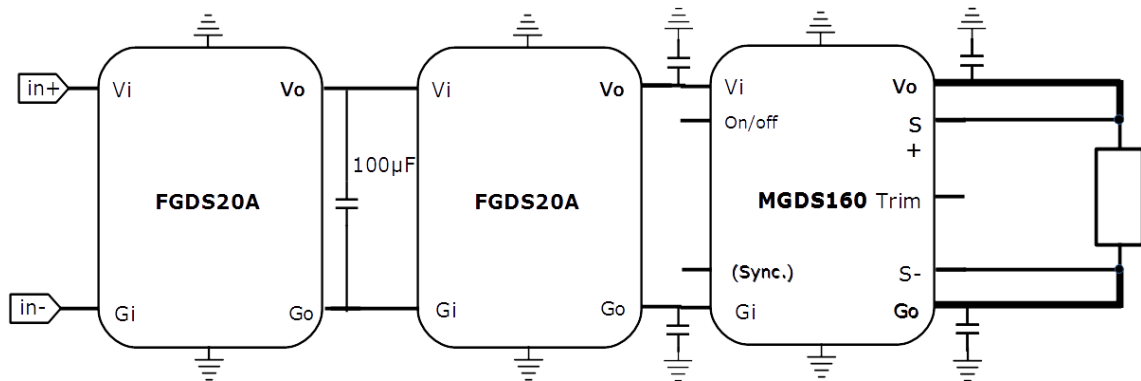 in+
Vi
Vo
100µF
FGDS20A
in-
Gi
Go
Vi
Vo
FGDS20A
Gi
Go
Vi
Vo
On/off
S
+
MGDS160
Trim
(Sync.)
S-
Gi
Go